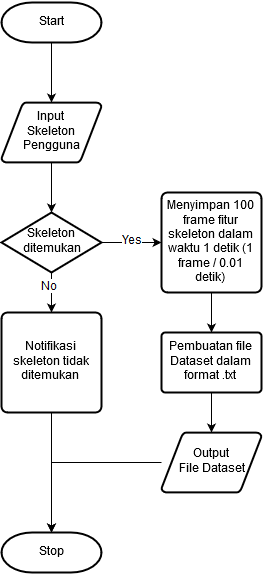 Start
Input
Skeleton
Pengguna
Skeleton
ditemukan
Yes
No
Menyimpan 100
frame fitur
skeleton dalam
waktu 1 detik (1
frame / 0.01
detik)
Notifikasi
skeleton tidak
ditemukan
Pembuatan file
Dataset dalam
format .txt
Output
File Dataset
Stop